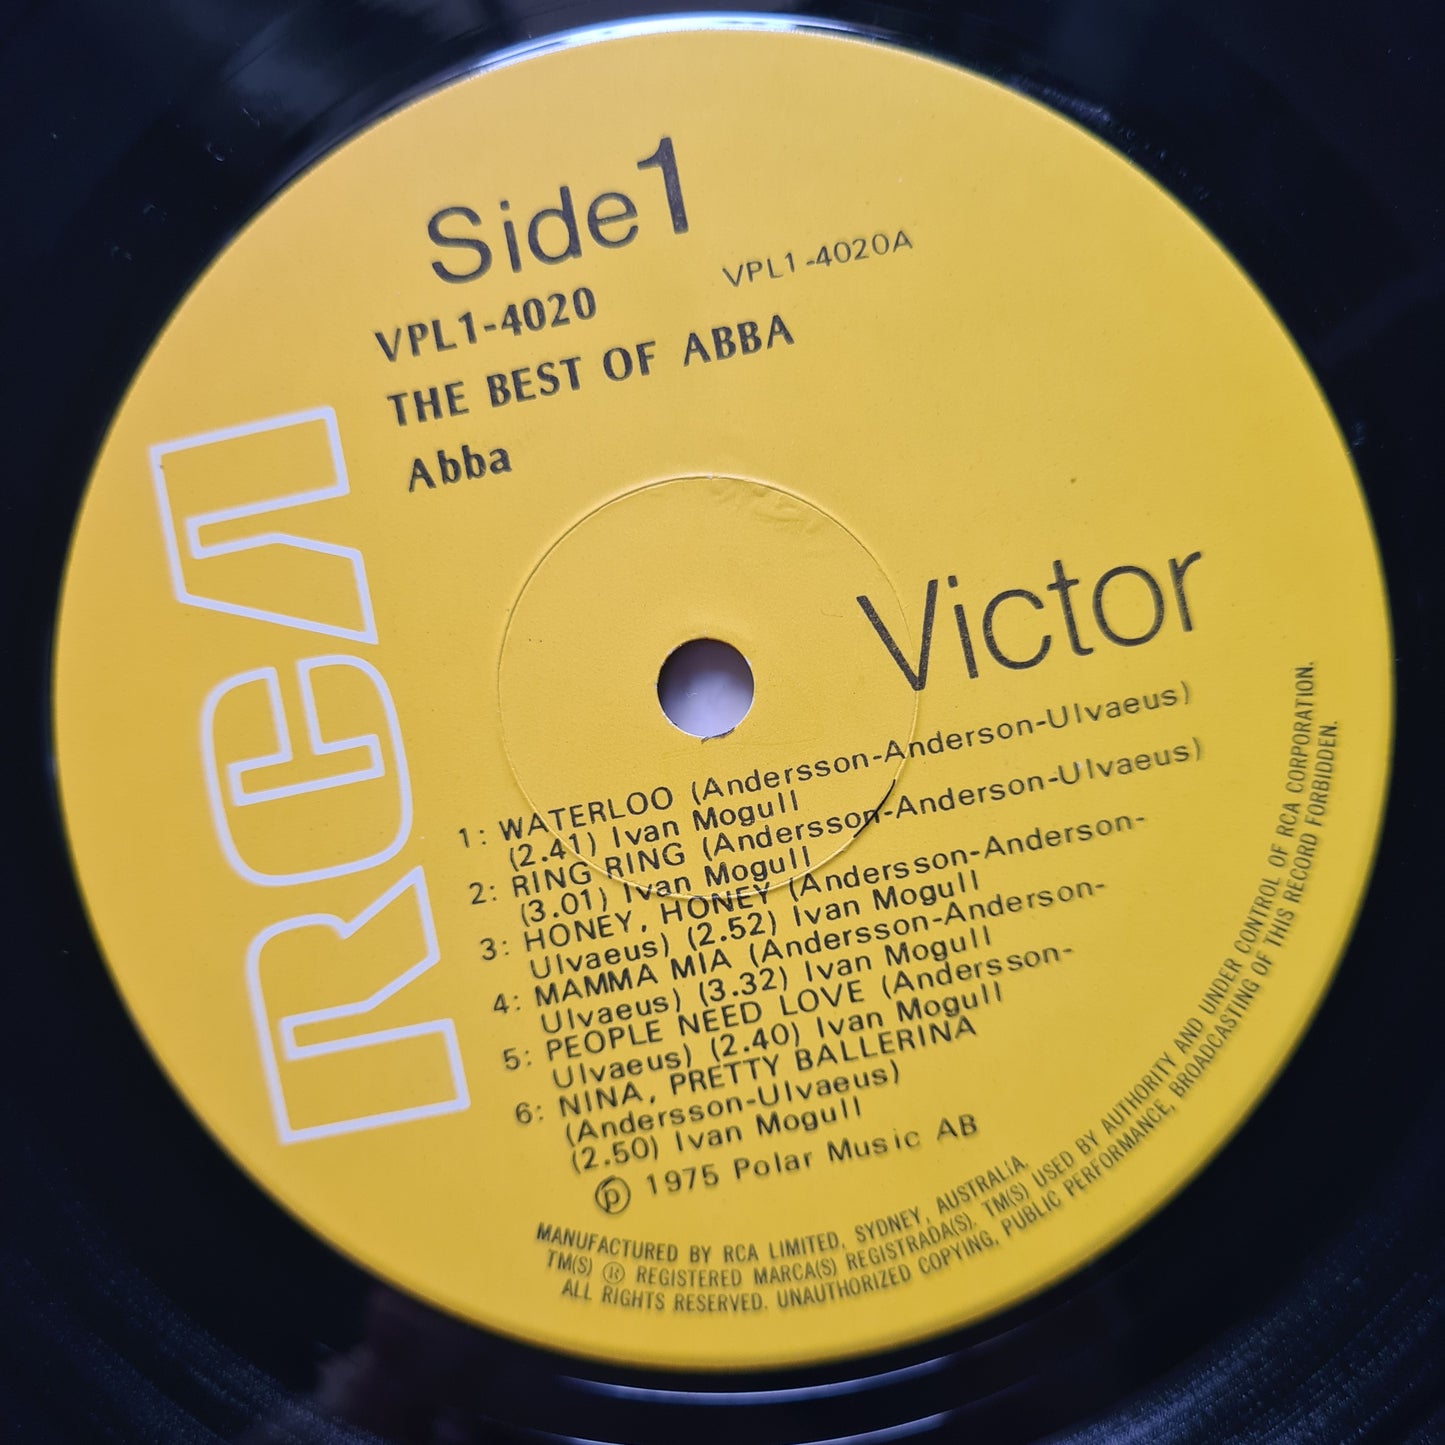 Side 1
VPL1-4020
VPL1-4020A
THE BEST OF ABBA
Abba
RCA
Victor
1: WATERLOO (Andersson-Anderson-Ulvaeus)
(2.41) Ivan Mogull
2: RING RING (Andersson-Anderson-Ulvaeus)
(3.01) Ivan Mogull
3: HONEY, HONEY (Andersson-Anderson-
Ulvaeus) (2.52) Ivan Mogull
4: MAMMA MIA (Andersson-Anderson-
Ulvaeus) (3.32) Ivan Mogull
5: PEOPLE NEED LOVE (Andersson-
Ulvaeus) (2.40) Ivan Mogull
6: NINA, PRETTY BALLERINA
(Andersson-Ulvaeus)
(2.50) Ivan Mogull
℗ 1975 Polar Music AB
MANUFACTURED BY RCA LIMITED, SYDNEY, AUSTRALIA.
TM(S) ® REGISTERED MARCA(S) REGISTRADA(S). TM(S) USED BY AUTHORITY AND UNDER CONTROL OF RCA CORPORATION.
ALL RIGHTS RESERVED. UNAUTHORIZED COPYING, PUBLIC PERFORMANCE, BROADCASTING OF THIS RECORD FORBIDDEN.